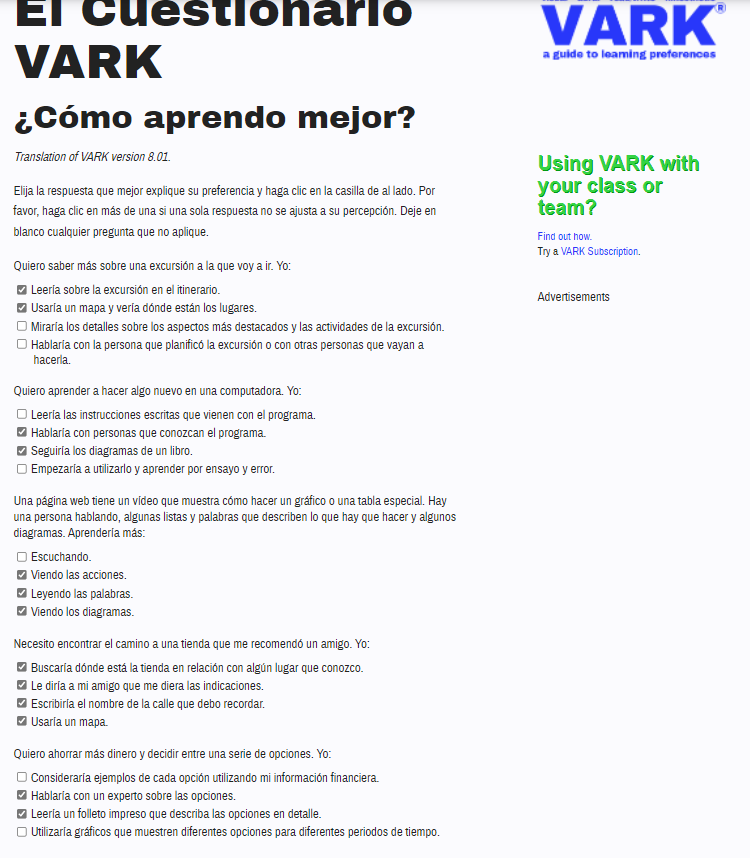 El Cuestionario
VARK
¿Cómo aprendo mejor?
Translation of VARK version 8.01.
Elija la respuesta que mejor explique su preferencia y haga clic en la casilla de al lado. Por
favor, haga clic en más de una si una sola respuesta no se ajusta a su percepción. Deje en
blanco cualquier pregunta que no aplique.
Quiero saber más sobre una excursión a la que voy a ir. Yo:
Leería sobre la excursión en el itinerario.
Usaría un mapa y vería dónde están los lugares.
Miraría los detalles sobre los aspectos más destacados y las actividades de la excursión.
Hablaría con la persona que planificó la excursión o con otras personas que vayan a
hacerla.
Quiero aprender a hacer algo nuevo en una computadora. Yo:
Leería las instrucciones escritas que vienen con el programa.
Hablaría con personas que conozcan el programa.
Seguiría los diagramas de un libro.
Empezaría a utilizarlo y aprender por ensayo y error.
Una página web tiene un vídeo que muestra cómo hacer un gráfico o una tabla especial. Hay
una persona hablando, algunas listas y palabras que describen lo que hay que hacer y algunos
diagramas. Aprendería más:
Escuchando.
Viendo las acciones.
Leyendo las palabras.
Viendo los diagramas.
Necesito encontrar el camino a una tienda que me recomendó un amigo. Yo:
Buscaría dónde está la tienda en relación con algún lugar que conozco.
Le diría a mi amigo que me diera las indicaciones.
Escribiría el nombre de la calle que debo recordar.
Usaría un mapa.
Quiero ahorrar más dinero y decidir entre una serie de opciones. Yo:
Consideraría ejemplos de cada opción utilizando mi información financiera.
Hablaría con un experto sobre las opciones.
Leería un folleto impreso que describa las opciones en detalle.
Utilizaría gráficos que muestren diferentes opciones para diferentes periodos de tiempo.
VARK®
a guide to learning preferences
Using VARK with
your class or
team?
Find out how.
Try a VARK Subscription.
Advertisements